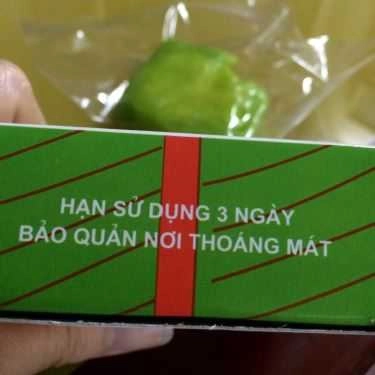 HẠN SỬ DỤNG 3 NGÀY
BẢO QUẢN NƠI THOÁNG MÁT